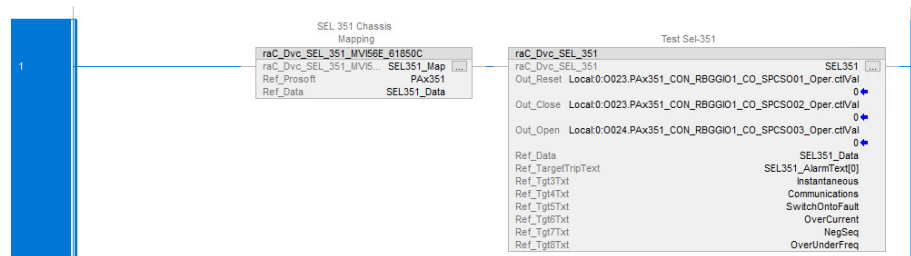 SEL 351 Chassis
Mapping
raC_Dvc_SEL_351_MVI56E_61850C
raC_Dvc_SEL_351_MVI5... SEL351_Map ...
Ref_Prosoft PAx351
Ref_Data SEL351_Data
1
Test Sel-351
raC_Dvc_SEL_351
raC_Dvc_SEL_351 SEL351 ...
Out_Reset Local:0:O023.PAx351_CON_RBGGIO1_CO_SPCSO01_Oper.ctlVal
0
Out_Close Local:0:O023.PAx351_CON_RBGGIO1_CO_SPCSO02_Oper.ctlVal
0
Out_Open Local:0:O024.PAx351_CON_RBGGIO1_CO_SPCSO03_Oper.ctlVal
0
Ref_Data SEL351_Data
Ref_TargetTripText SEL351_AlarmText[0]
Ref_Tgt3Txt Instantaneous
Ref_Tgt4Txt Communications
Ref_Tgt5Txt SwitchOntoFault
Ref_Tgt6Txt OverCurrent
Ref_Tgt7Txt NegSeq
Ref_Tgt8Txt OverUnderFreq